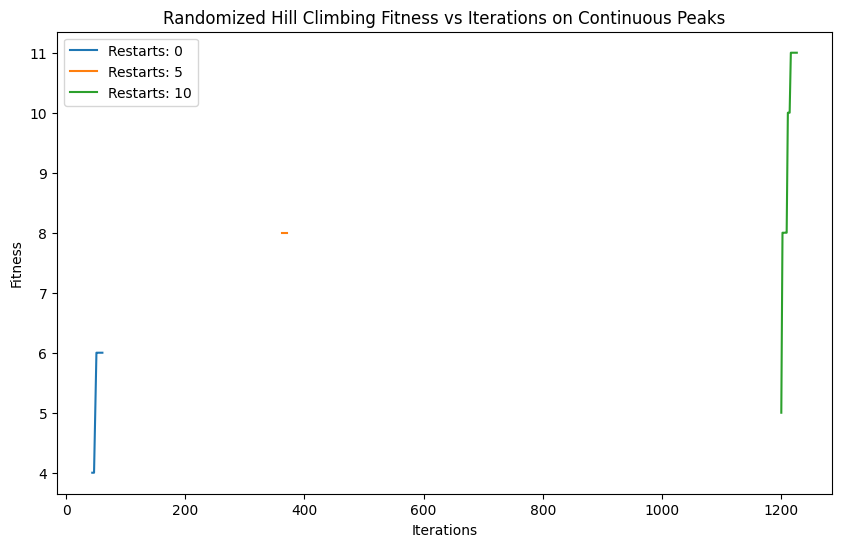 Randomized Hill Climbing Fitness vs Iterations on Continuous Peaks
Restarts: 0
Restarts: 5
Restarts: 10
Fitness
11
10
9
8
7
6
5
4
0 200 400 600 800 1000 1200
Iterations